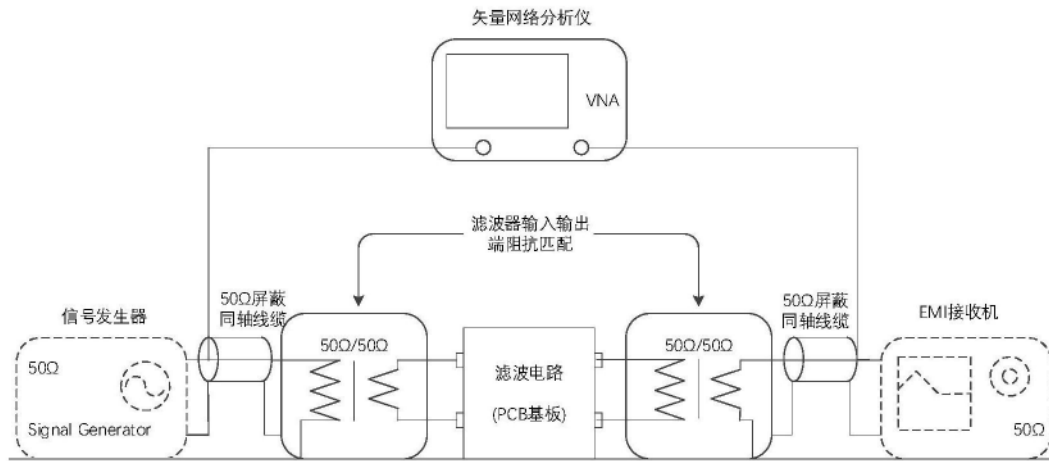 矢量网络分析仪
VNA
滤波器输入输出
端阻抗匹配
信号发生器
50Ω屏蔽
同轴线缆
50Ω屏蔽
同轴线缆
EMI接收机
50Ω
Signal Generator
50Ω/50Ω
滤波电路
(PCB基板)
50Ω/50Ω
50Ω